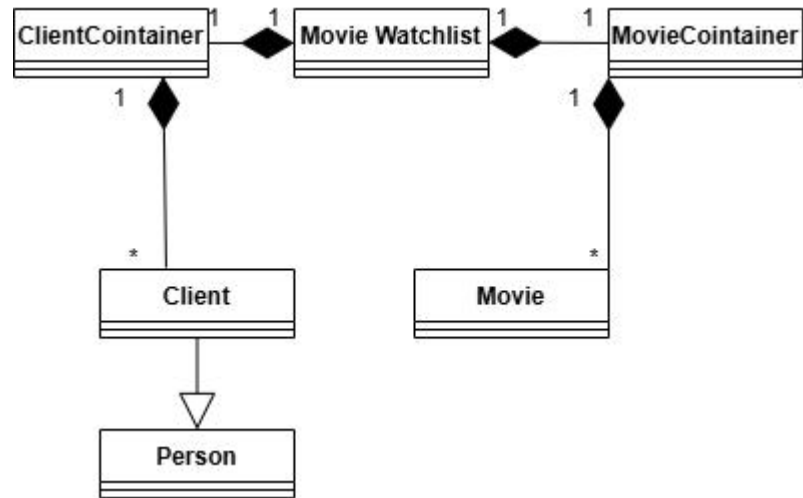 1 1 1 1
ClientCointainer Movie Watchlist MovieCointainer
1 1
* *
Client Movie
Person